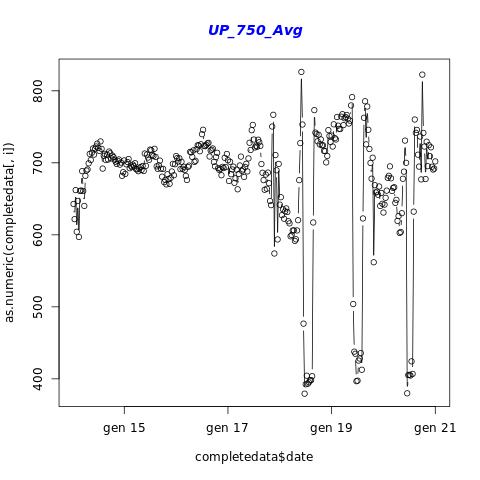 UP_750_Avg
as.numeric(completedata[, i])
800
700
600
500
400
gen 15
gen 17
gen 19
gen 21
completedata$date